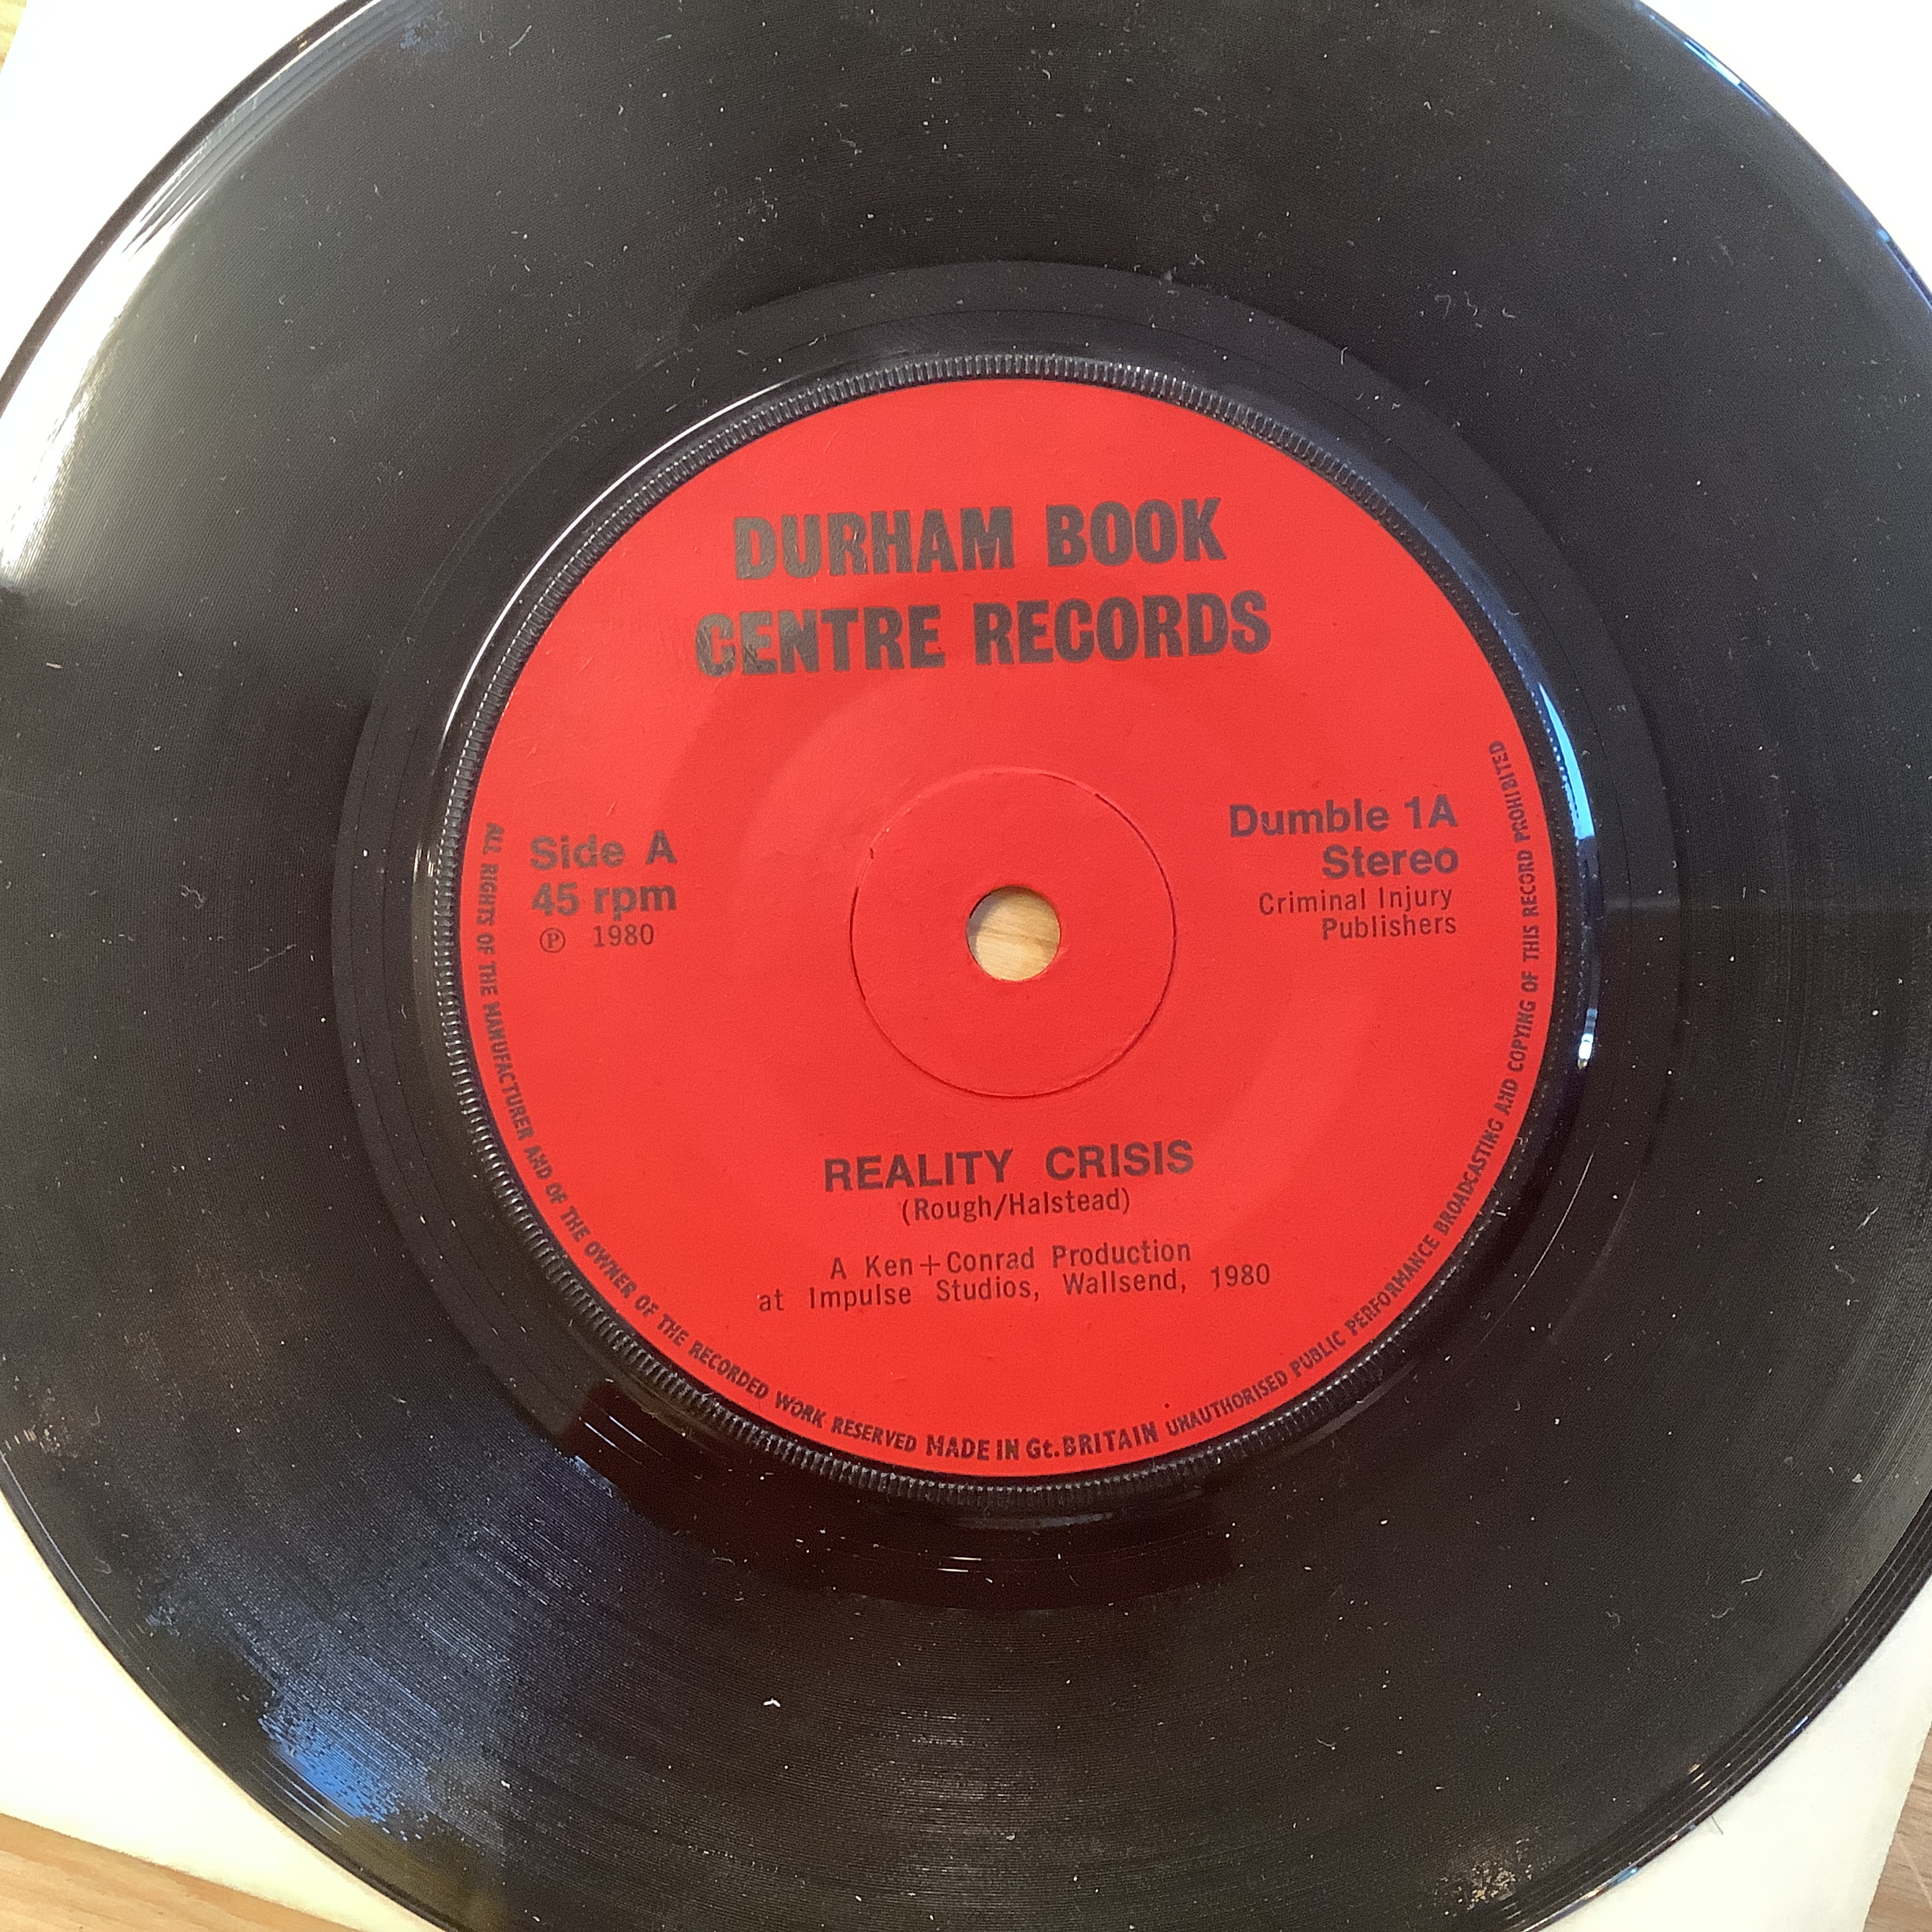 DURHAM BOOK
CENTRE RECORDS
Side A
45 rpm
℗ 1980
Dumble 1A
Stereo
Criminal Injury
Publishers
REALITY CRISIS
(Rough/Halstead)
A Ken+Conrad Production
at Impulse Studios, Wallsend, 1980
ALL RIGHTS OF THE MANUFACTURER AND OF THE OWNER OF THE RECORDED WORK RESERVED MADE IN Gt. BRITAIN UNAUTHORISED PUBLIC PERFORMANCE BROADCASTING AND COPYING OF THIS RECORD PROHIBITED